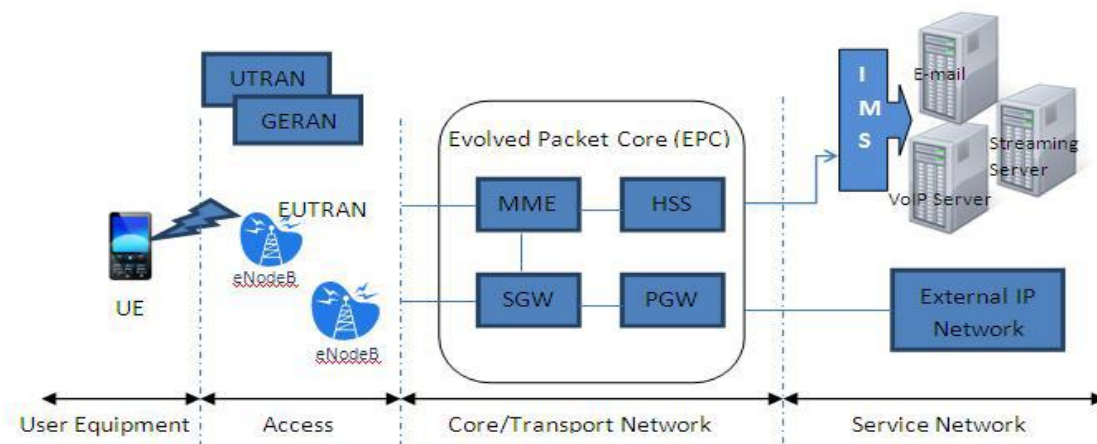 UTRAN
GERAN
EUTRAN
eNodeB
eNodeB
UE
Evolved Packet Core (EPC)
MME
HSS
SGW
PGW
I
M
S
E-mail
Streaming
Server
VoIP Server
External IP
Network
User Equipment
Access
Core/Transport Network
Service Network